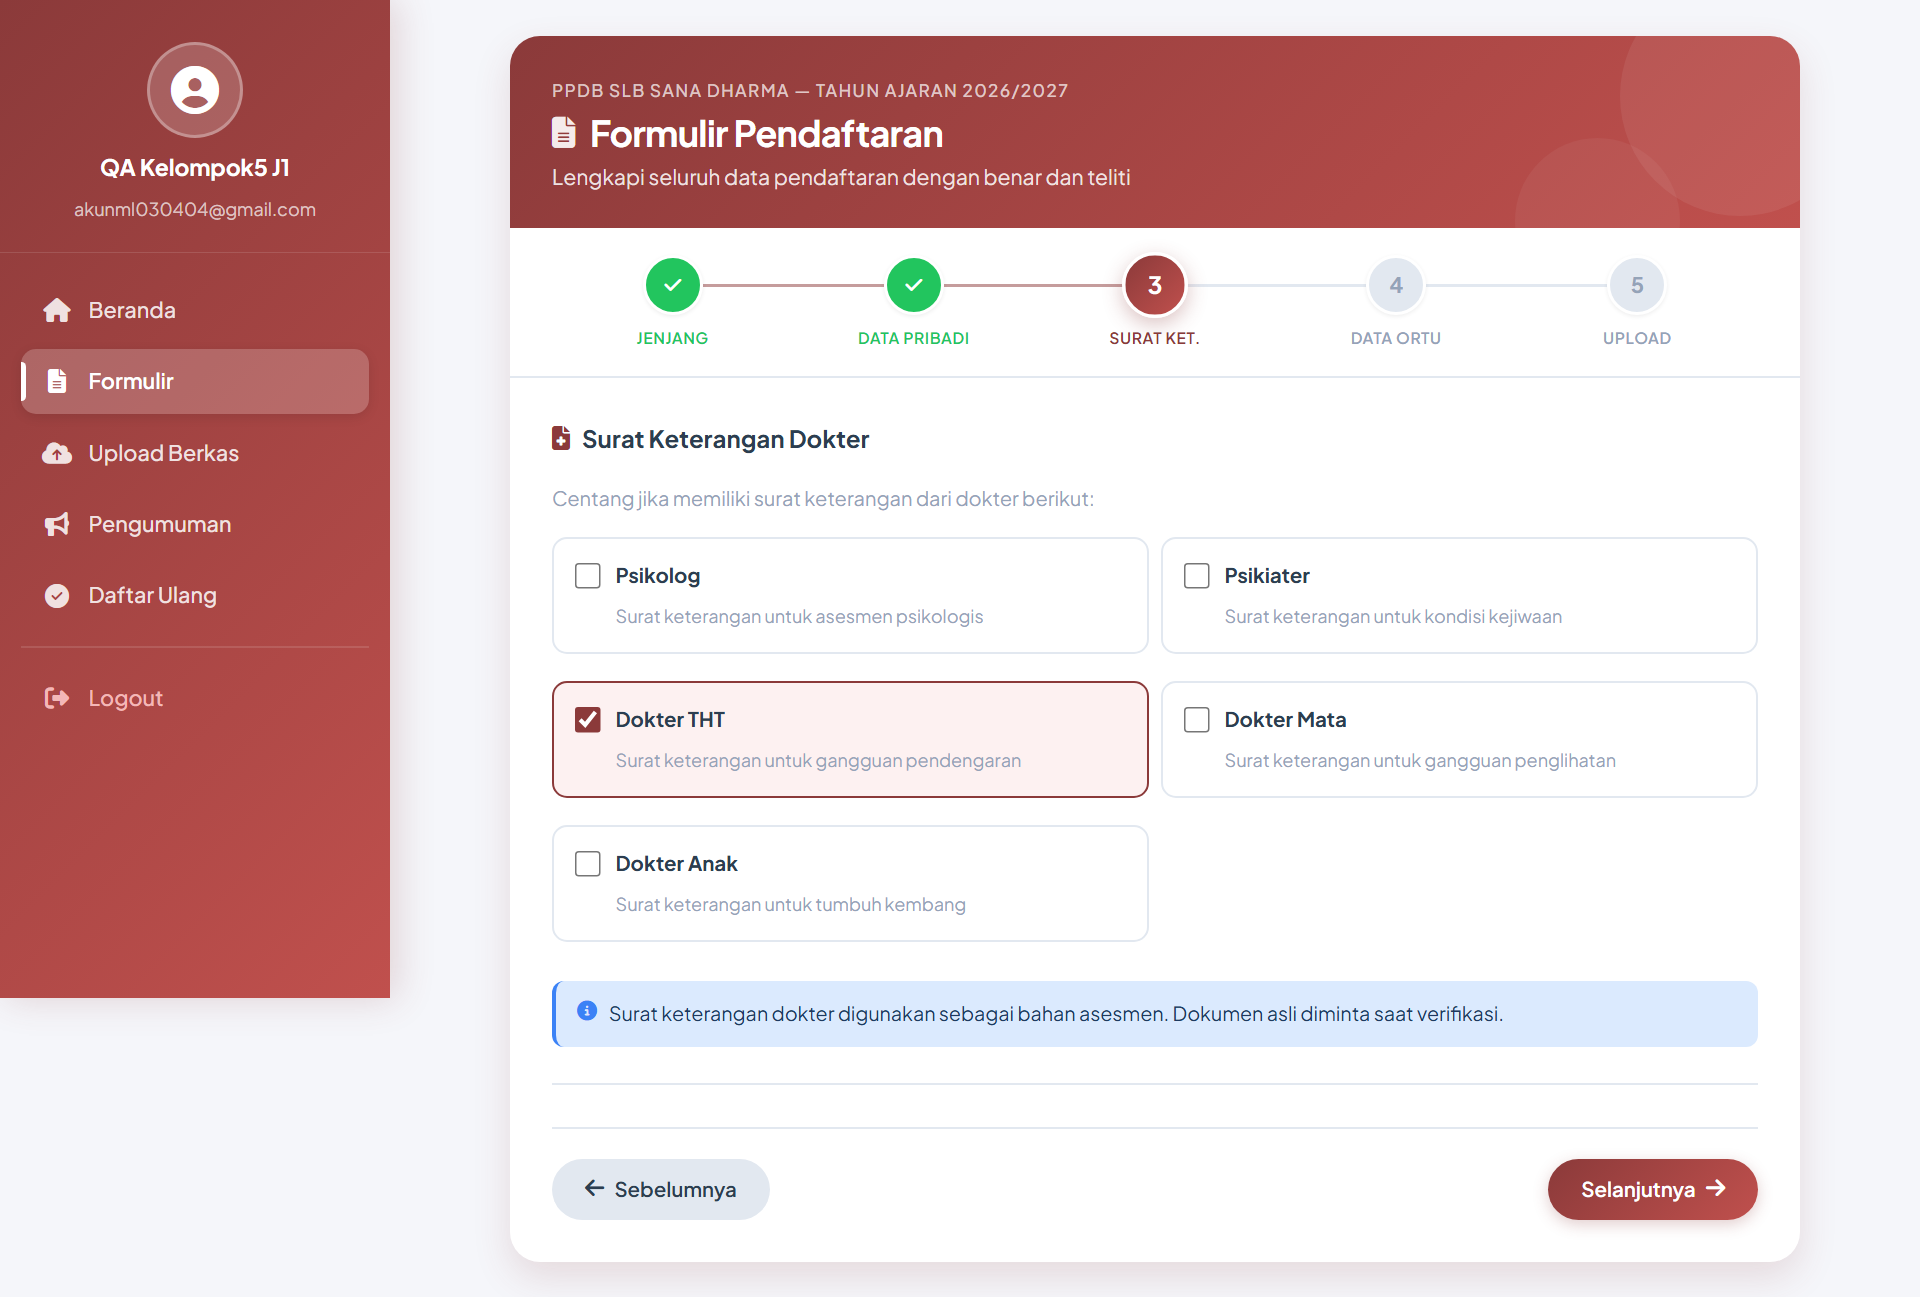 QA Kelompok5 J1
akunml030404@gmail.com
Beranda
Formulir
Upload Berkas
Pengumuman
Daftar Ulang
Logout
PPDB SLB SANA DHARMA — TAHUN AJARAN 2026/2027
Formulir Pendaftaran
Lengkapi seluruh data pendaftaran dengan benar dan teliti
3 4 5
JENJANG DATA PRIBADI SURAT KET. DATA ORTU UPLOAD
Surat Keterangan Dokter
Centang jika memiliki surat keterangan dari dokter berikut:
Psikolog
Surat keterangan untuk asesmen psikologis
Psikiater
Surat keterangan untuk kondisi kejiwaan
Dokter THT
Surat keterangan untuk gangguan pendengaran
Dokter Mata
Surat keterangan untuk gangguan penglihatan
Dokter Anak
Surat keterangan untuk tumbuh kembang
Surat keterangan dokter digunakan sebagai bahan asesmen. Dokumen asli diminta saat verifikasi.
Sebelumnya
Selanjutnya